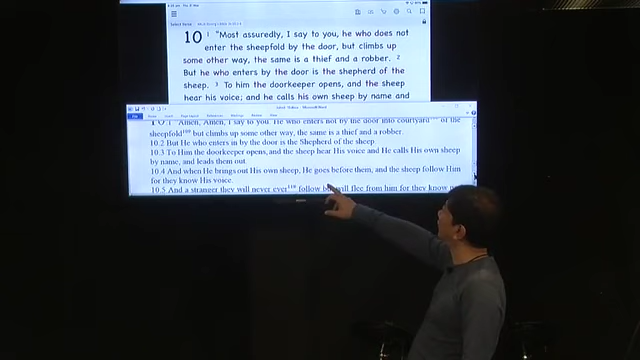 10 1 "Most assuredly, I say to you, he who does not
enter the sheepfold by the door, but climbs up
some other way, the same is a thief and a robber. 2
But he who enters by the door is the shepherd of the
sheep. 3 To him the doorkeeper opens, and the sheep
hear his voice; and he calls his own sheep by name and
10.1 Amen, Amen, I say to you. He who enters not by the door into courtyard of the
sheepfold but climbs up some other way, the same is a thief and a robber.
10.2 But He who enters in by the door is the Shepherd of the sheep.
10.3 To Him the doorkeeper opens, and the sheep hear His voice and He calls His own sheep
by name, and leads them out
10.4 And when He brings out His own sheep, He goes before them, and the sheep follow Him
for they know His voice.
10.5 And a stranger they will never ever follow but will flee from him for they know